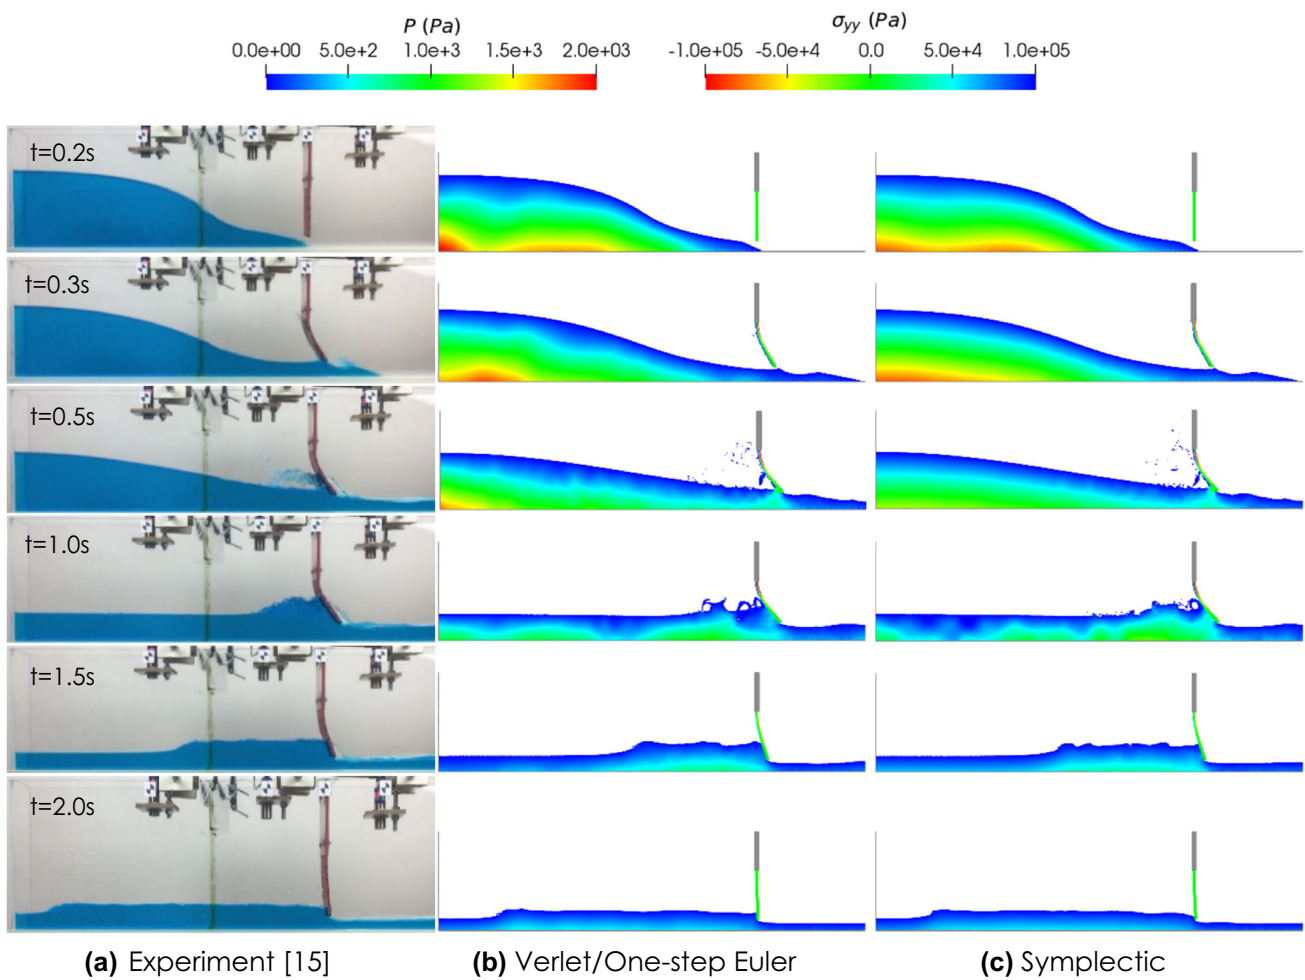 P (Pa)
0.0e+00 5.0e+2 1.0e+3 1.5e+3 2.0e+03
σyy (Pa)
-1.0e+05 -5.0e+4 0.0 5.0e+4 1.0e+05
t=0.2s
t=0.3s
t=0.5s
t=1.0s
t=1.5s
t=2.0s
(a) Experiment [15]
(b) Verlet/One-step Euler
(c) Symplectic